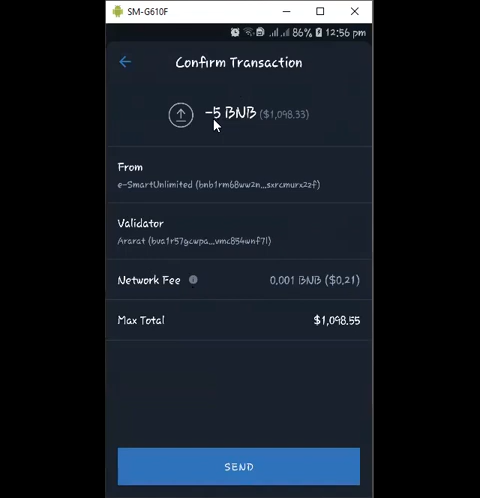 SM-G610F
86% 12:56 pm
Confirm Transaction
-5 BNB ($1,098.33)
From
e-SmartUnlimited (bnb1rm68ww2n...sxrcmurx2zf)
Validator
Ararat (bva1r57gcwpa...vmc854wnf7l)
Network Fee
0.001 BNB ($0.21)
Max Total
$1,098.55
SEND